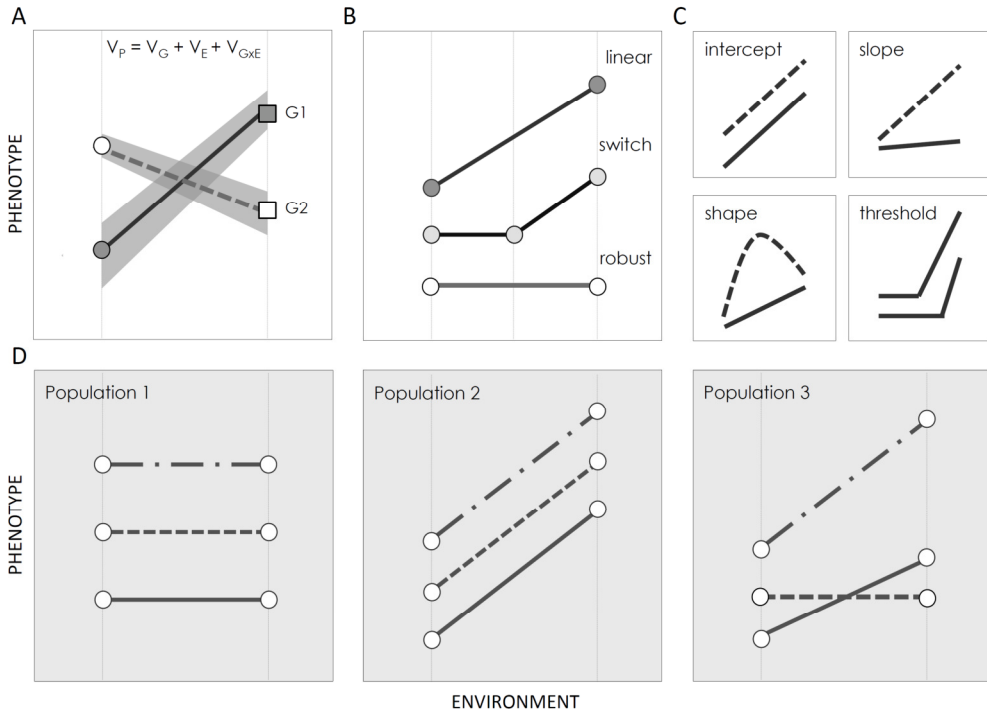 A
V_P = V_G + V_E + V_GxE
G1
G2
PHENOTYPE
B
linear
switch
robust
C
intercept
slope
shape
threshold
D
Population 1
Population 2
Population 3
PHENOTYPE
ENVIRONMENT